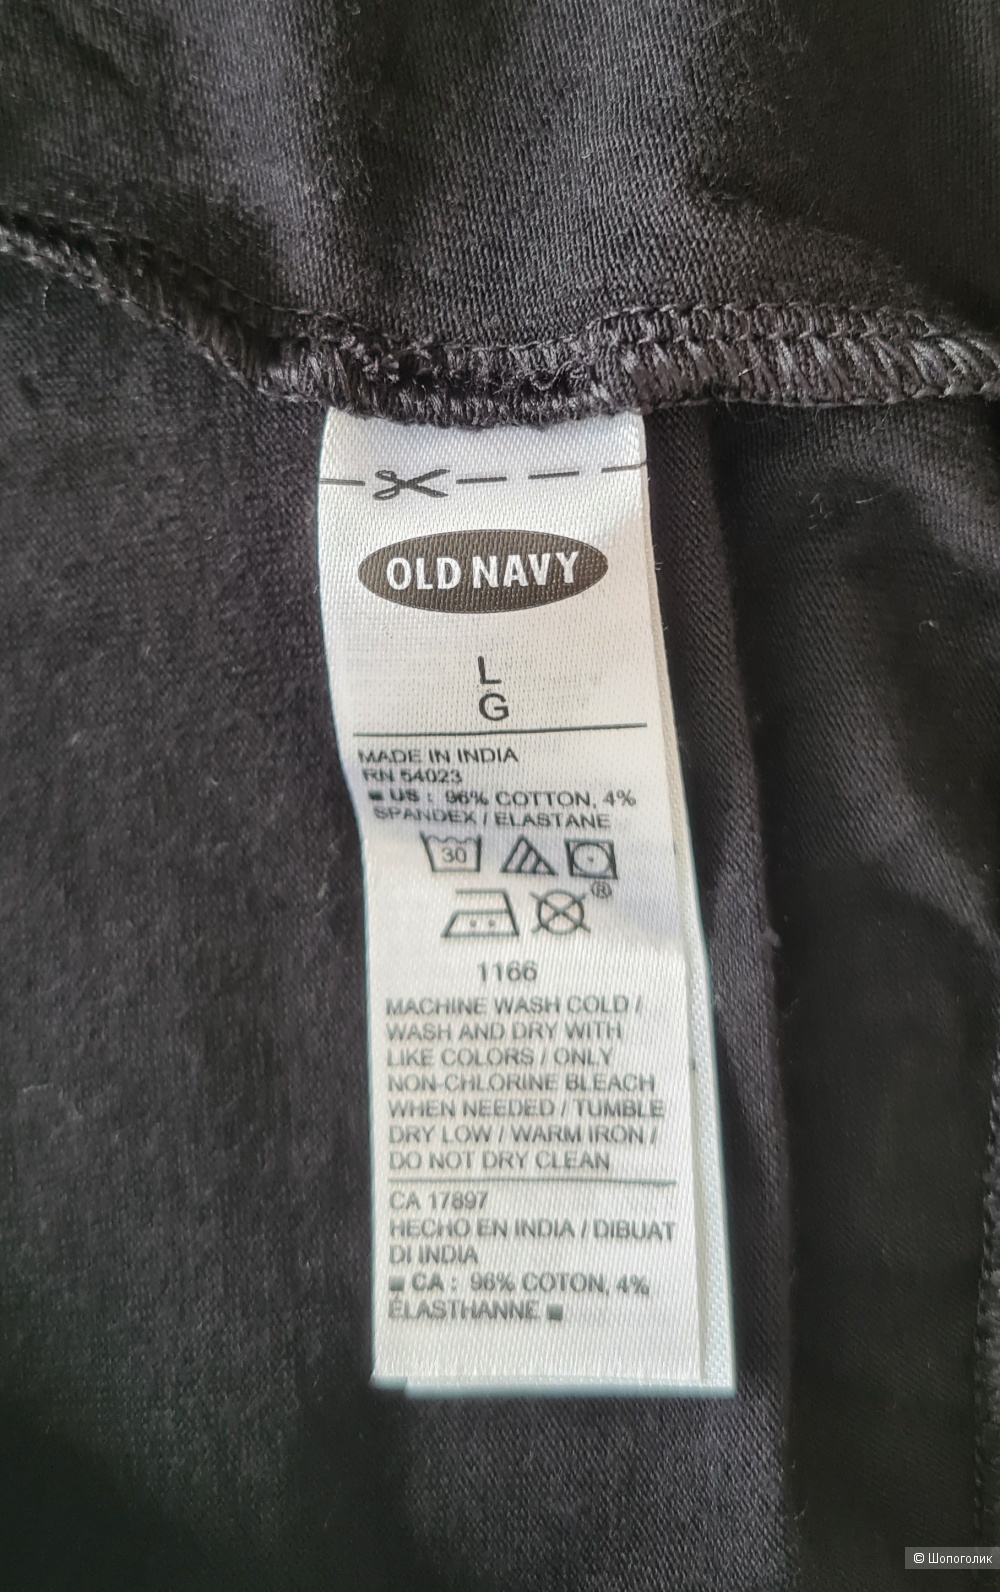 OLD NAVY
L
G
MADE IN INDIA
RN 54023
■ US : 96% COTTON, 4%
SPANDEX / ELASTANE
30
®
1166
MACHINE WASH COLD /
WASH AND DRY WITH
LIKE COLORS / ONLY
NON-CHLORINE BLEACH
WHEN NEEDED / TUMBLE
DRY LOW / WARM IRON /
DO NOT DRY CLEAN
CA 17897
HECHO EN INDIA / DIBUAT
DI INDIA
■ CA : 96% COTON, 4%
ÉLASTHANNE ■
© Шопоголик